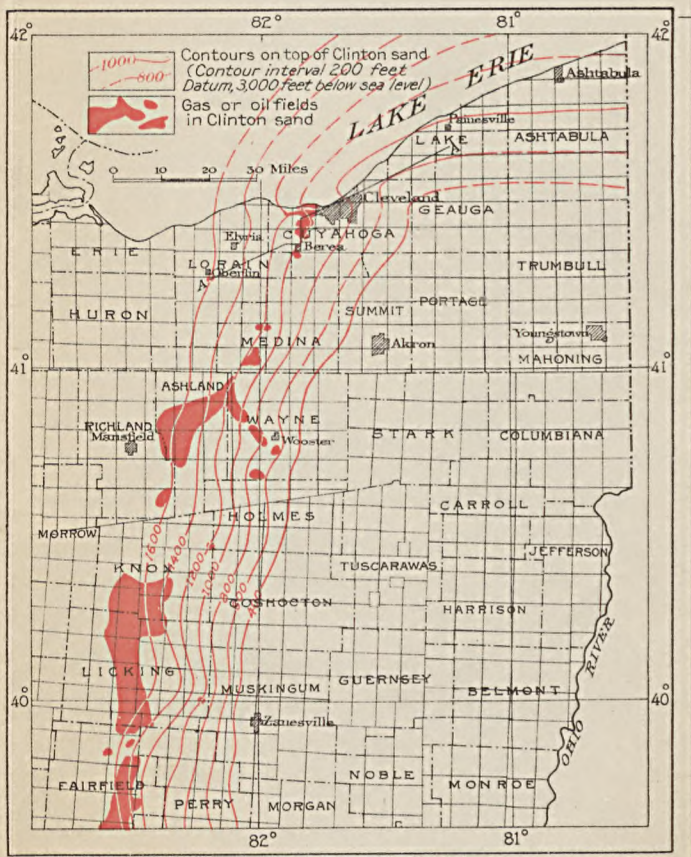 82°
81°
42°
42°
1000
800
Contours on top of Clinton sand
(Contour interval 200 feet
Datum, 3,000 feet below sea level)
Gas or oil fields
in Clinton sand
LAKE ERIE
Ashtabula
Painesville
LAKE
ASHTABULA
A
0 10 20 30 Miles
Cleveland
GEAUGA
Elyria
CUYAHOGA
Berea
ERIE
LORAIN
Oberlin
A
TRUMBULL
PORTAGE
SUMMIT
HURON
MEDINA
Akron
Youngstown
MAHONING
41°
41°
ASHLAND
RICHLAND
Mansfield
WAYNE
Wooster
STARK
COLUMBIANA
CARROLL
HOLMES
MORROW
JEFFERSON
KNOX
TUSCARAWAS
1600
1400
1200
1000
800
COSHOCTON
HARRISON
LICKING
MUSKINGUM
GUERNSEY
BELMONT
OHIO RIVER
40°
40°
Zanesville
NOBLE
MONROE
FAIRFIELD
PERRY
MORGAN
82°
81°